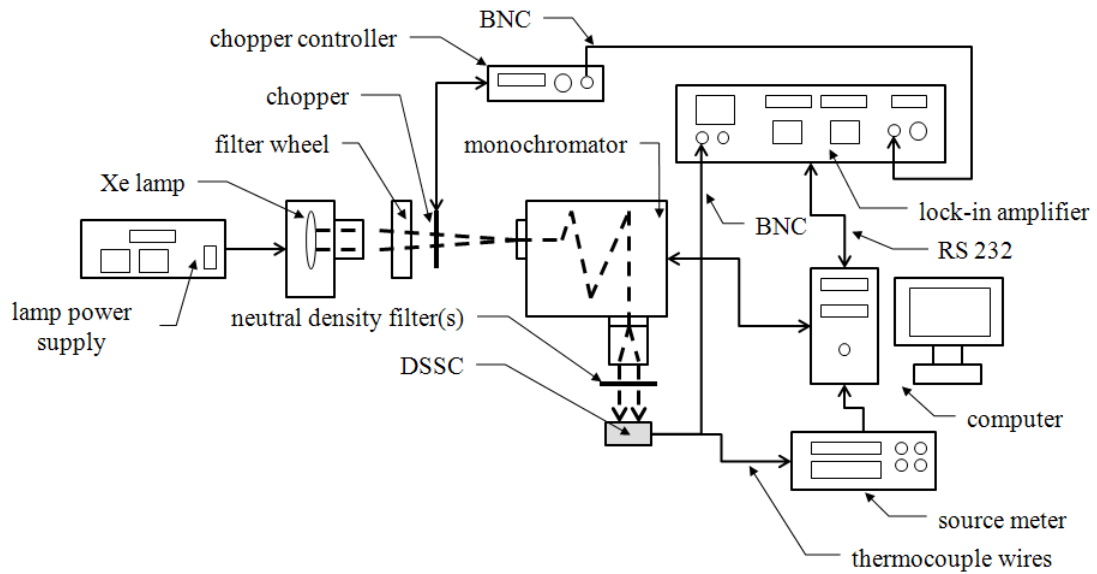 BNC
chopper controller
chopper
filter wheel
monochromator
Xe lamp
lock-in amplifier
BNC
RS 232
lamp power
supply
neutral density filter(s)
DSSC
computer
source meter
thermocouple wires